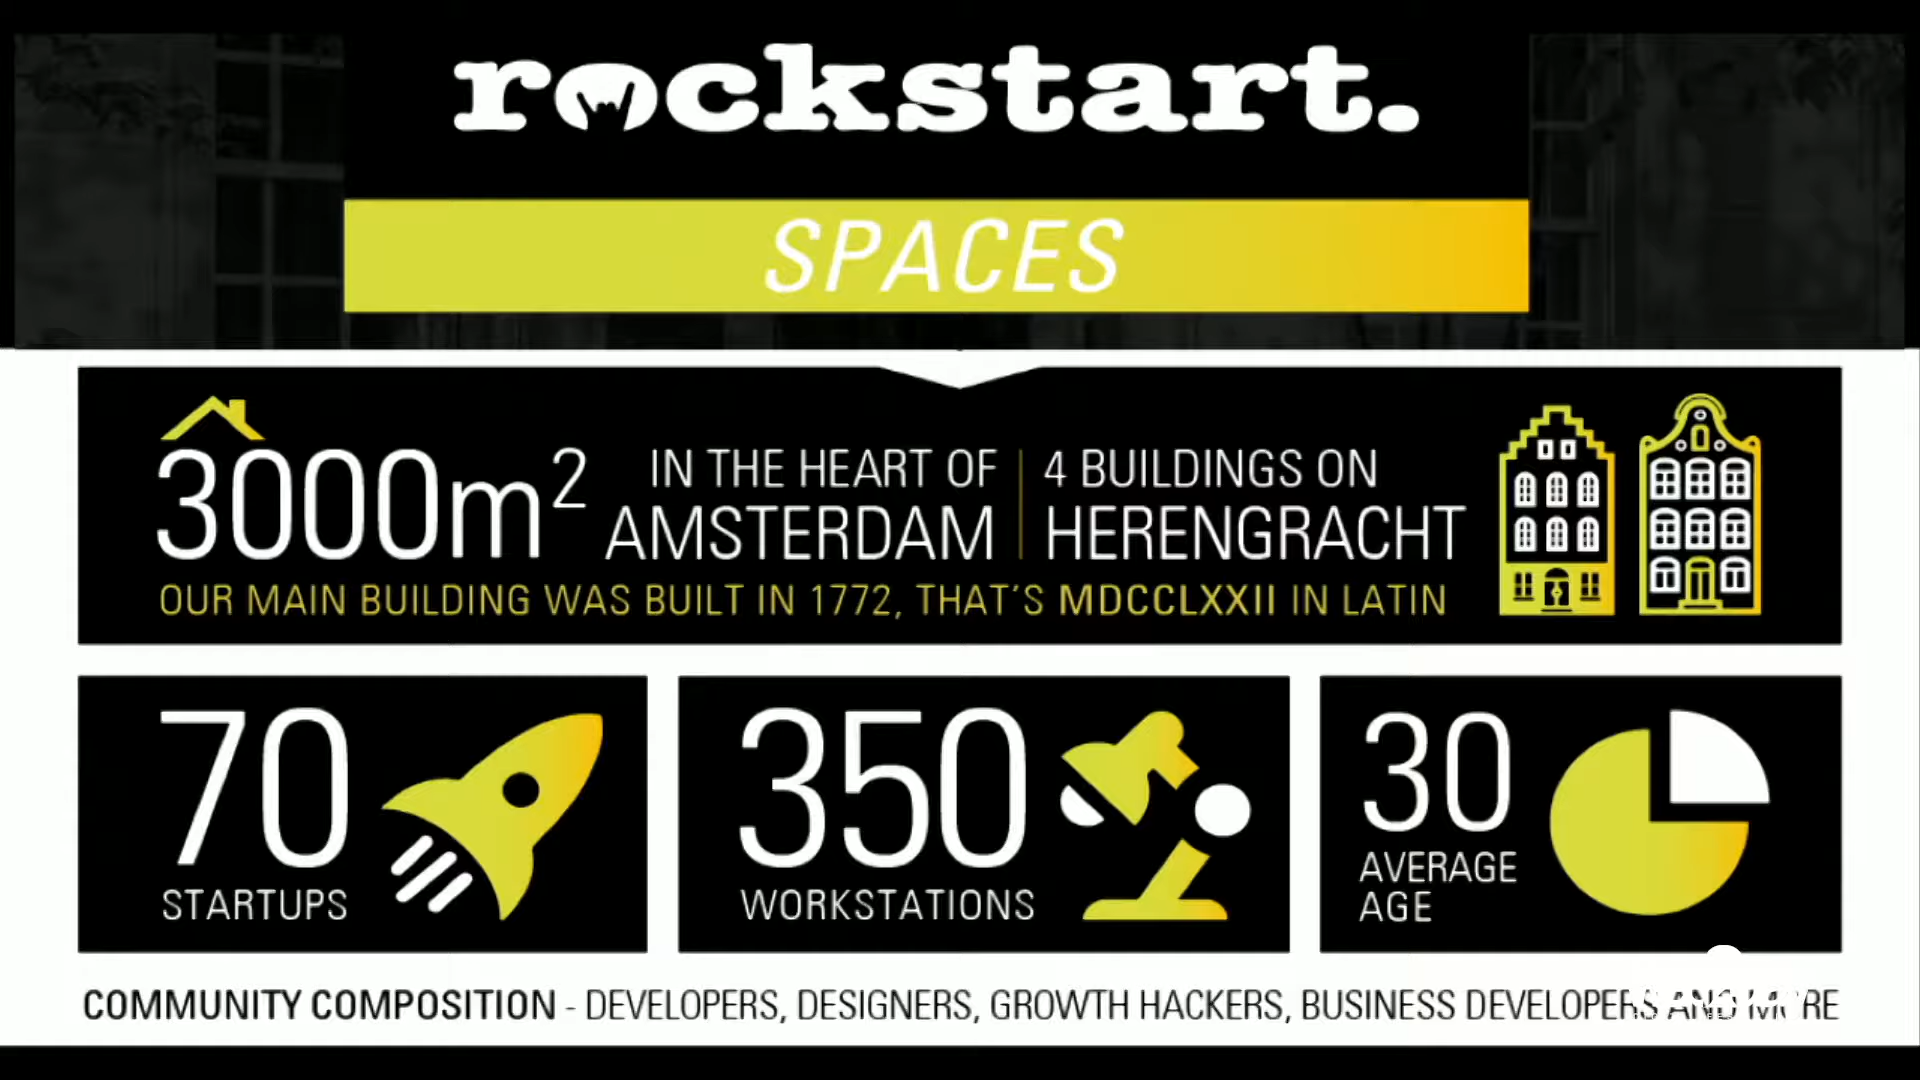 rockstart.
SPACES
3000m² IN THE HEART OF AMSTERDAM
4 BUILDINGS ON HERENGRACHT
OUR MAIN BUILDING WAS BUILT IN 1772, THAT'S MDCCLXXII IN LATIN
70
STARTUPS
350
WORKSTATIONS
30
AVERAGE
AGE
COMMUNITY COMPOSITION - DEVELOPERS, DESIGNERS, GROWTH HACKERS, BUSINESS DEVELOPERS AND MORE